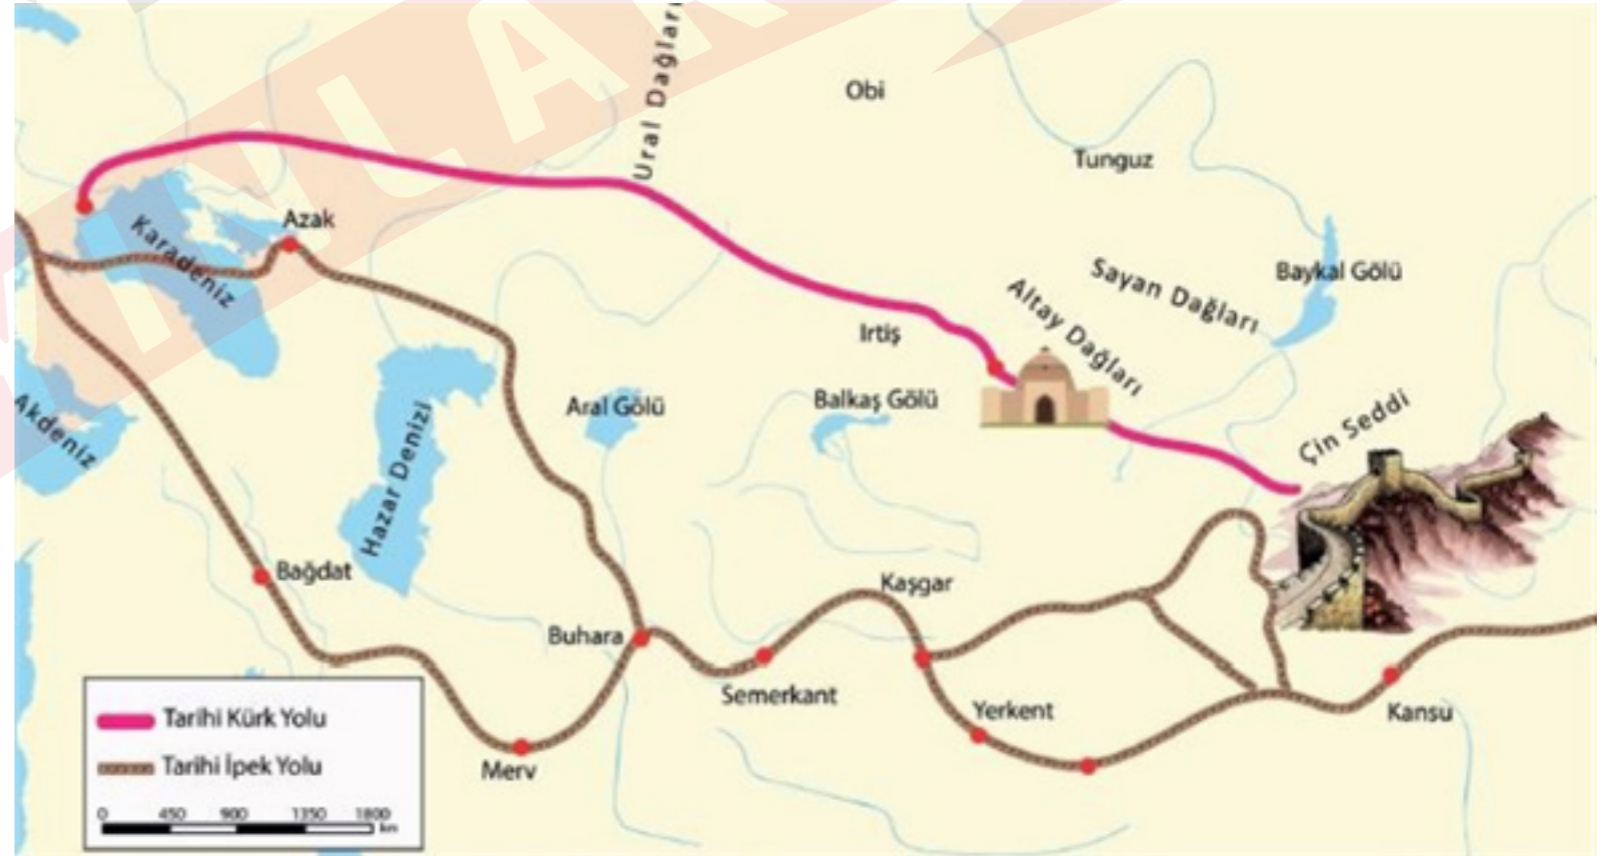 Ural Dağları
Obi
Tunguz
Azak
Karadeniz
Sayan Dağları
Baykal Gölü
Altay Dağları
Irtiş
Akdeniz
Hazar Denizi
Aral Gölü
Balkaş Gölü
Çin Seddi
Bağdat
Kaşgar
Buhara
Semerkant
Yerkent
Kansu
Merv
Tarihi Kürk Yolu
Tarihi İpek Yolu
0 450 900 1350 1800
km